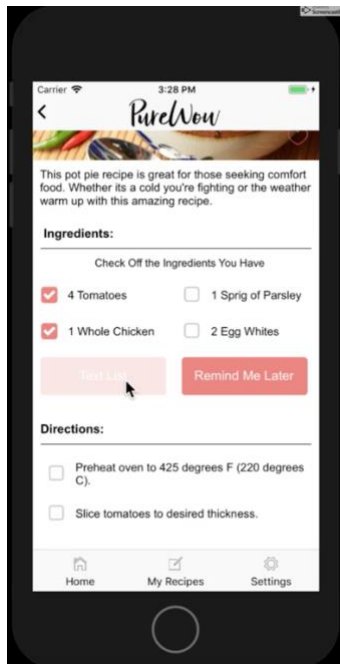 Carrier 3:28 PM
PureWow
This pot pie recipe is great for those seeking comfort
food. Whether its a cold you're fighting or the weather
warm up with this amazing recipe.
Ingredients:
Check Off the Ingredients You Have
4 Tomatoes
1 Sprig of Parsley
1 Whole Chicken
2 Egg Whites
Text List
Remind Me Later
Directions:
Preheat oven to 425 degrees F (220 degrees
C).
Slice tomatoes to desired thickness.
Home
My Recipes
Settings